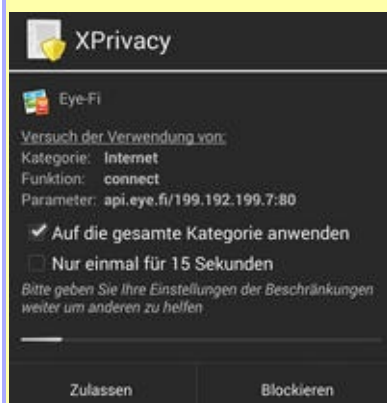 XPrivacy
Eye-Fi
Versuch der Verwendung von:
Kategorie: Internet
Funktion: connect
Parameter: api.eye.fi/199.192.199.7:80
Auf die gesamte Kategorie anwenden
Nur einmal für 15 Sekunden
Bitte geben Sie Ihre Einstellungen der Beschränkungen
weiter um anderen zu helfen
Zulassen Blockieren